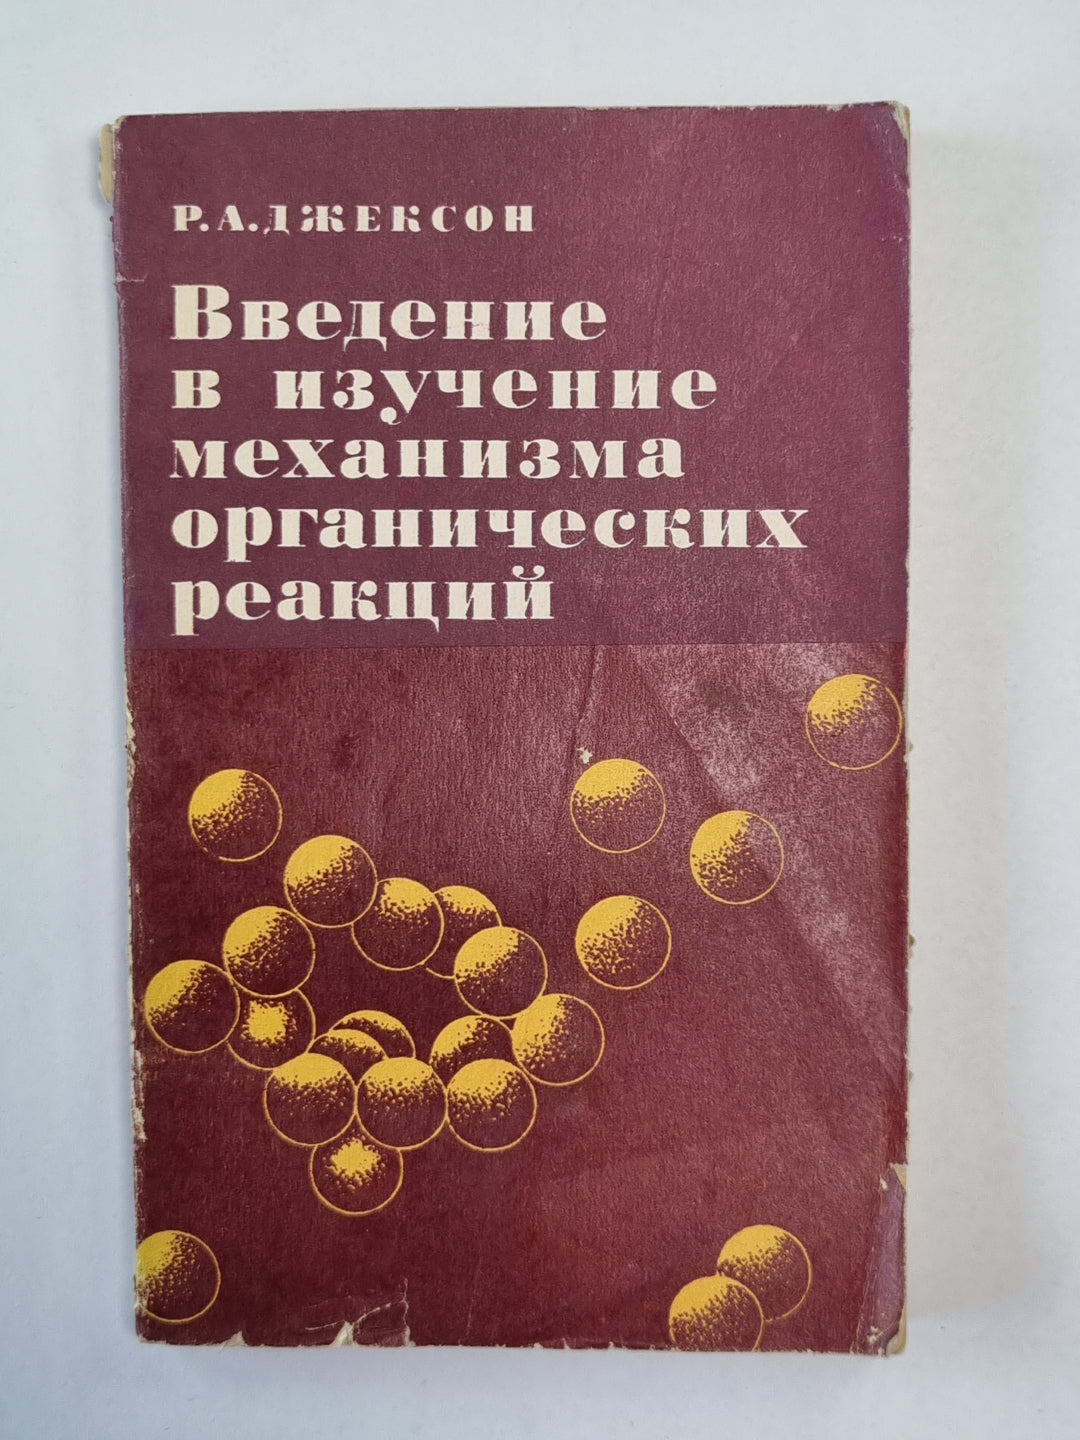 Р.А.ДЖЕКСОН
Введение
в изучение
механизма
органических
реакций